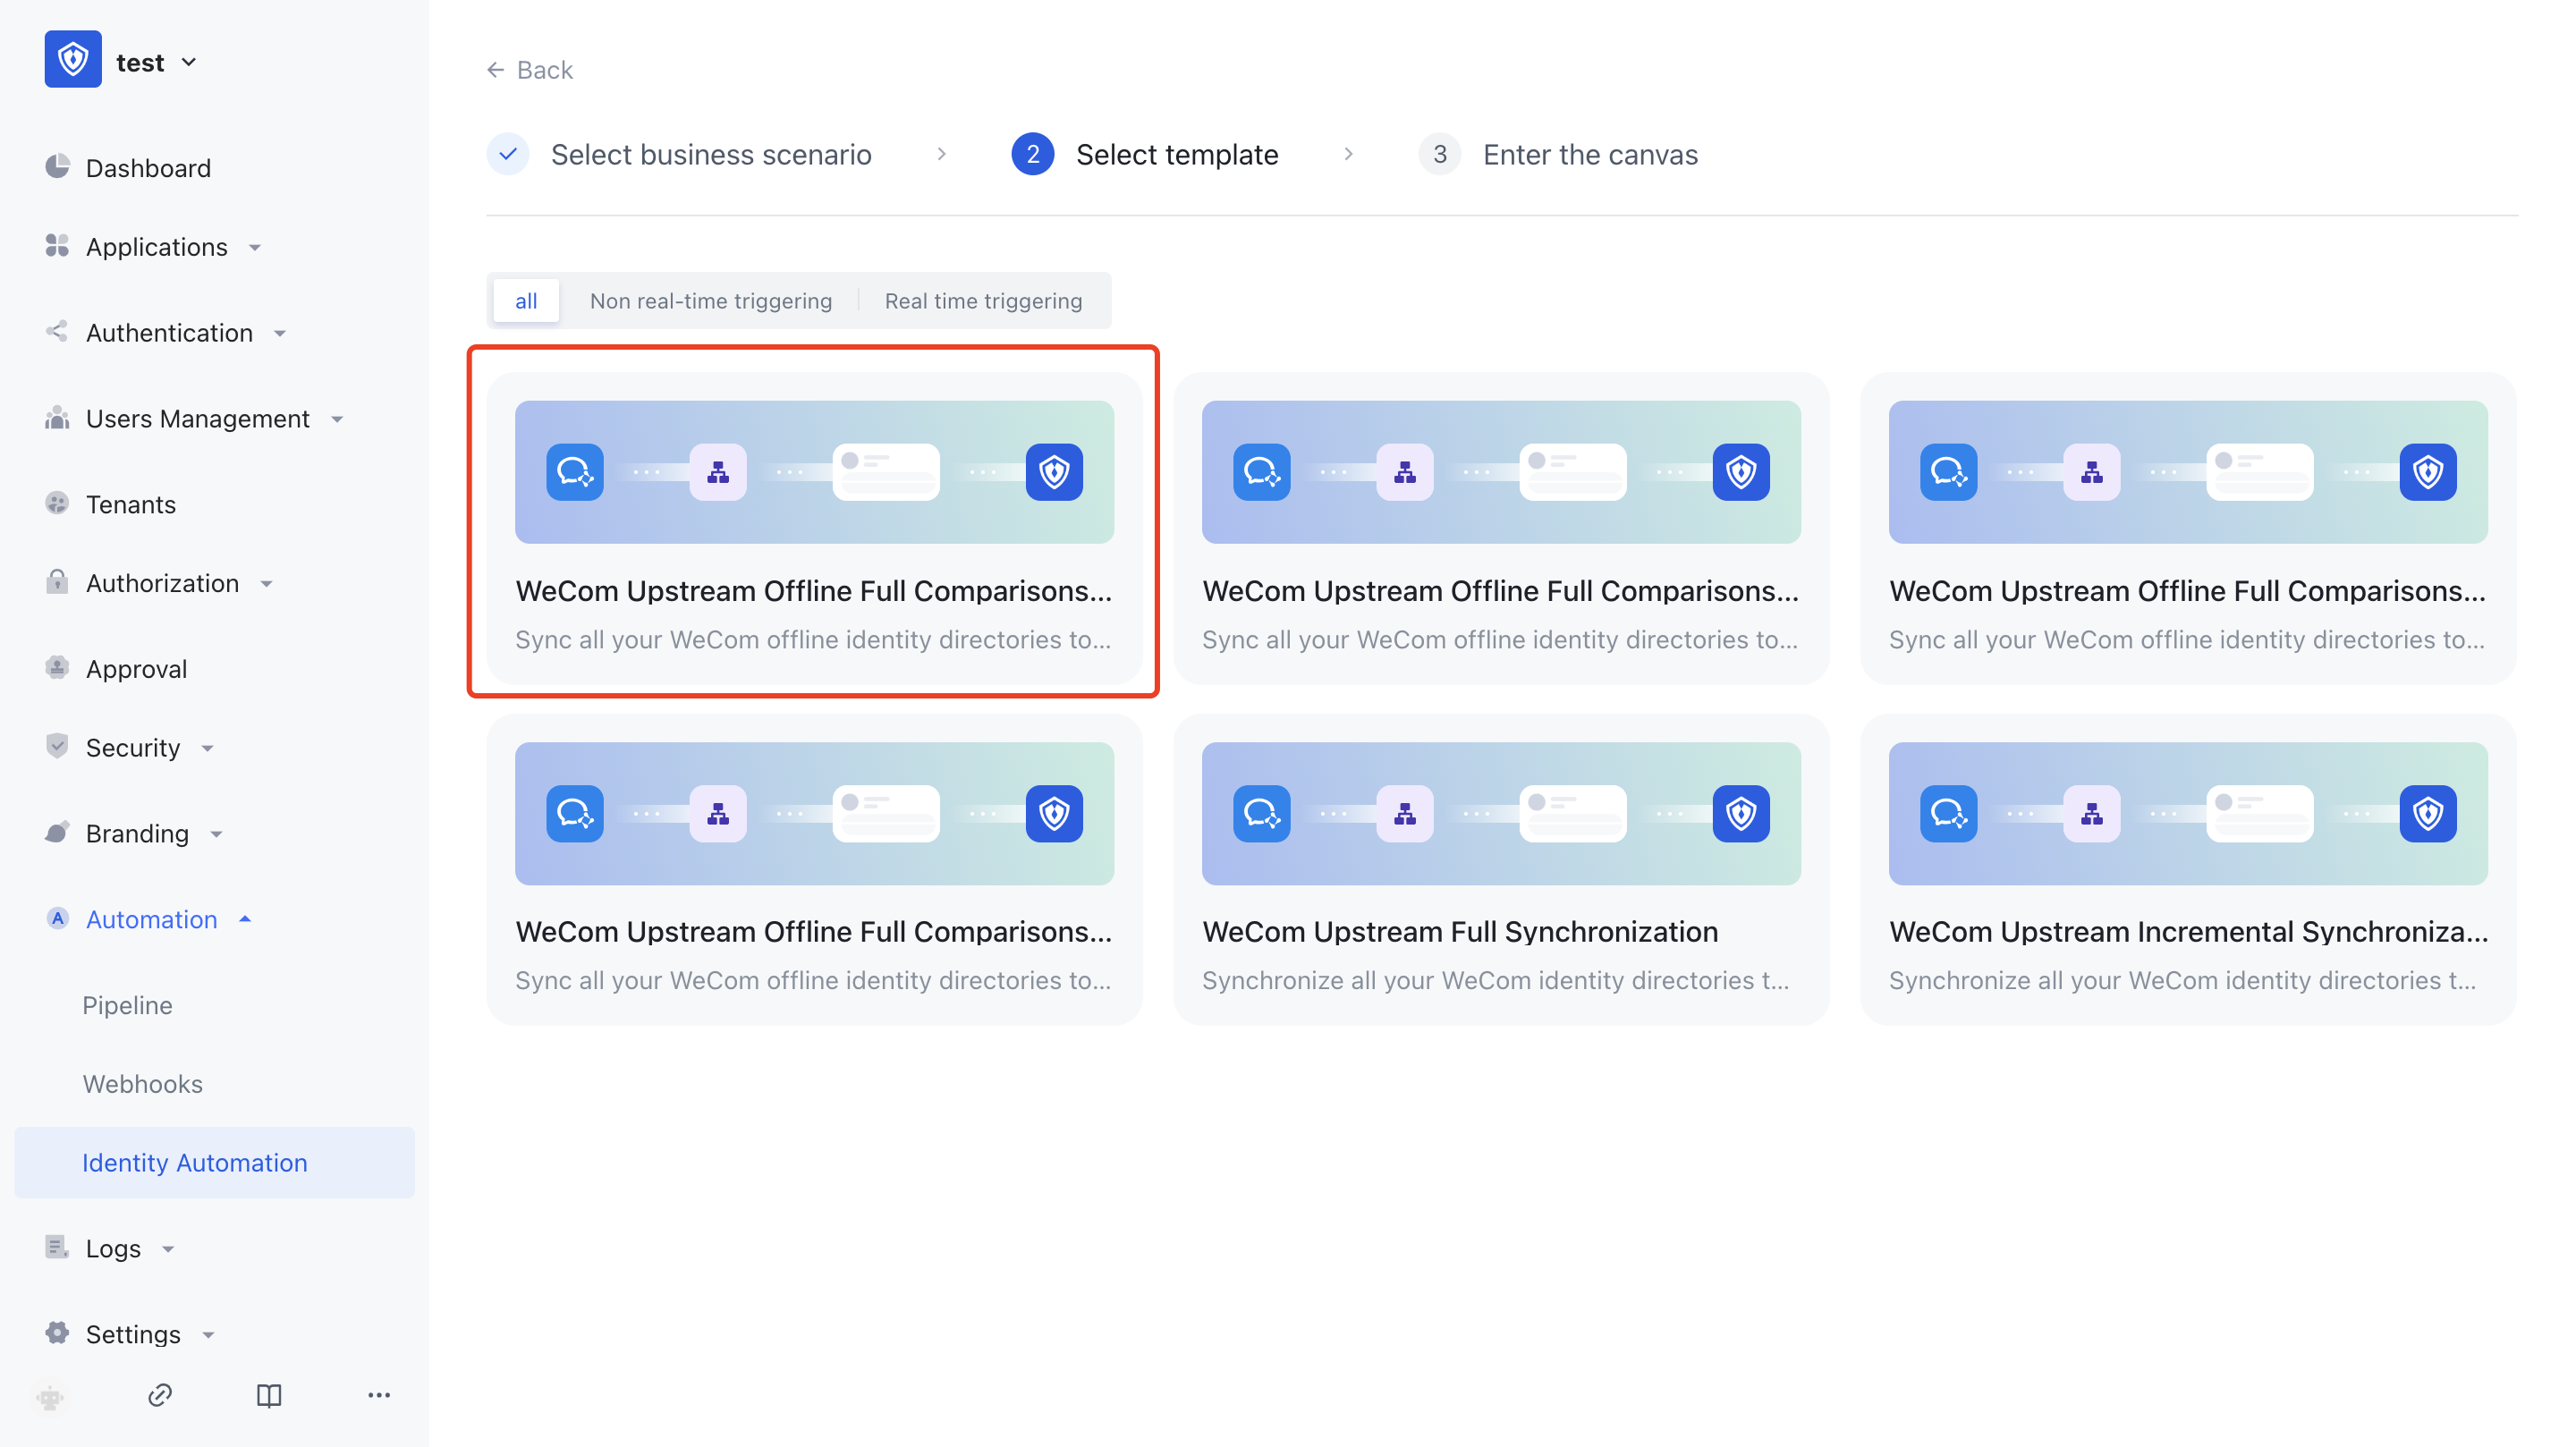 test
Dashboard
Applications
Authentication
Users Management
Tenants
Authorization
Approval
Security
Branding
A
Automation
Pipeline
Webhooks
Identity Automation
Logs
Settings
Back
Select business scenario
2
Select template
3
Enter the canvas
all
Non real-time triggering
Real time triggering
WeCom Upstream Offline Full Comparisons...
Sync all your WeCom offline identity directories to...
WeCom Upstream Offline Full Comparisons...
Sync all your WeCom offline identity directories to...
WeCom Upstream Offline Full Comparisons...
Sync all your WeCom offline identity directories to...
WeCom Upstream Offline Full Comparisons...
Sync all your WeCom offline identity directories to...
WeCom Upstream Full Synchronization
Synchronize all your WeCom identity directories t...
WeCom Upstream Incremental Synchroniza...
Synchronize all your WeCom identity directories t...